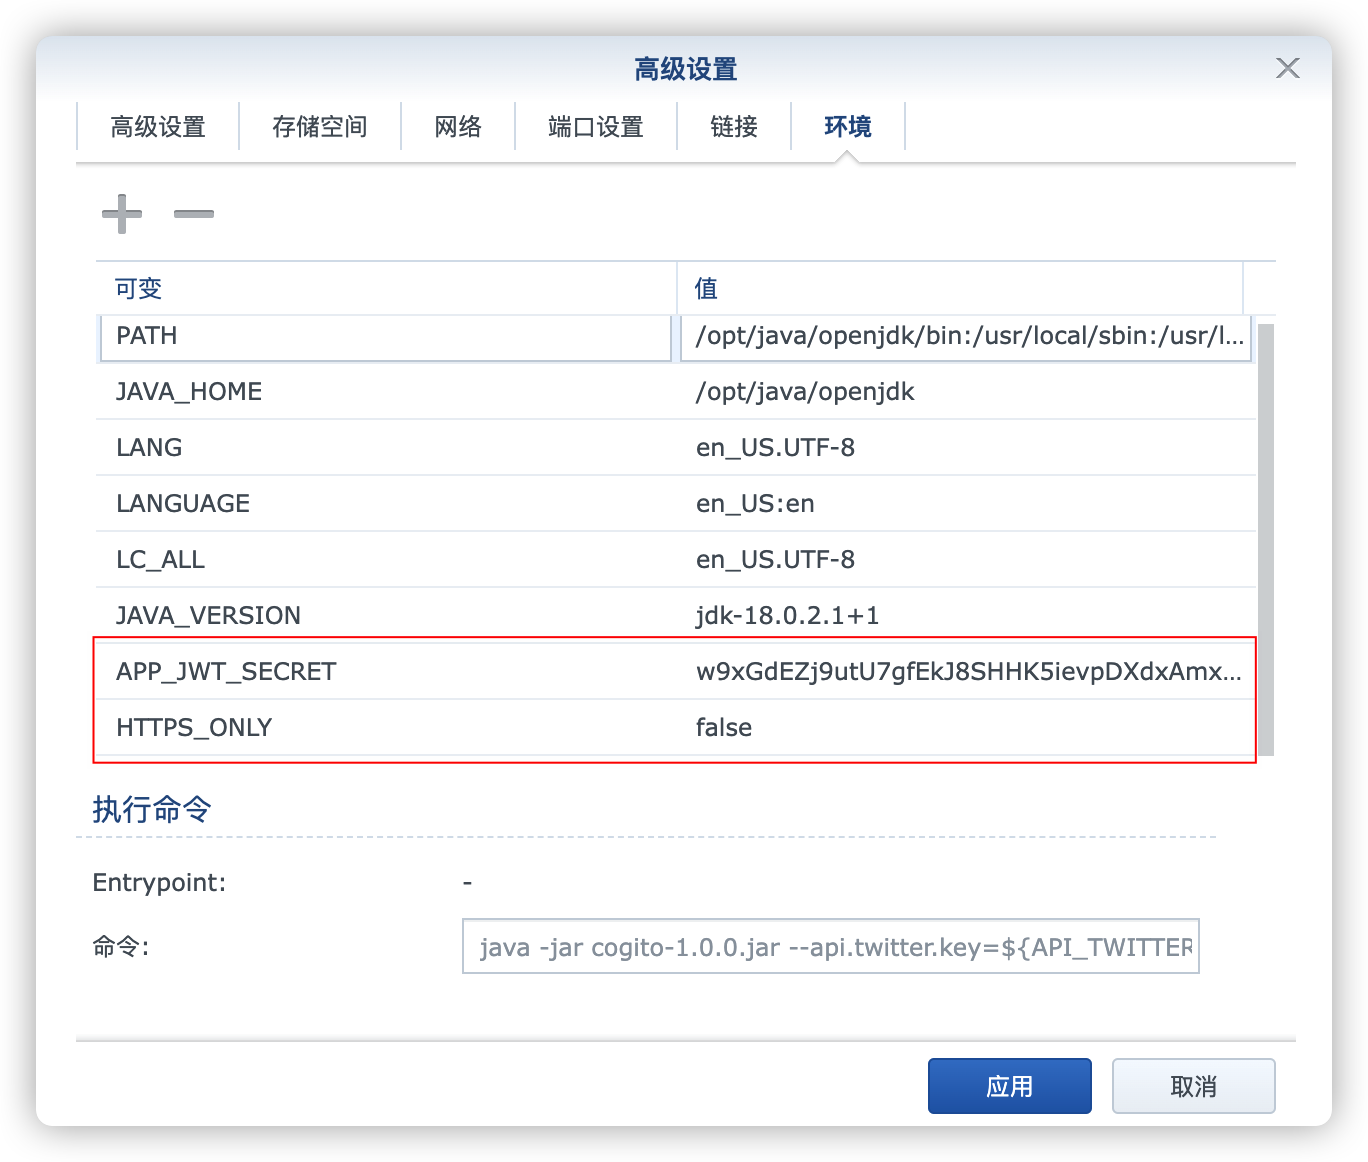 高级设置
高级设置 存储空间 网络 端口设置 链接 环境
可变 值
PATH /opt/java/openjdk/bin:/usr/local/sbin:/usr/l...
JAVA_HOME /opt/java/openjdk
LANG en_US.UTF-8
LANGUAGE en_US:en
LC_ALL en_US.UTF-8
JAVA_VERSION jdk-18.0.2.1+1
APP_JWT_SECRET w9xGdEZj9utU7gfEkJ8SHHK5ievpDXdxAmx...
HTTPS_ONLY false
执行命令
Entrypoint: -
命令: java -jar cogito-1.0.0.jar --api.twitter.key=${API_TWITTER
应用 取消